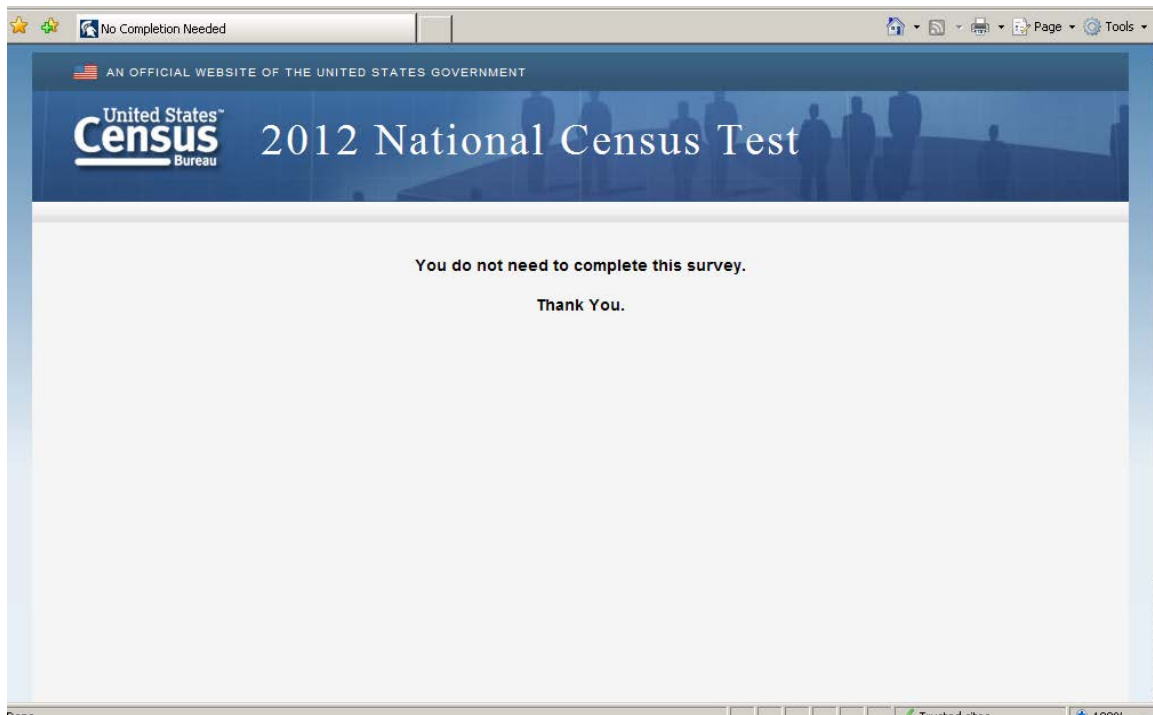 No Completion Needed
Page
Tools
AN OFFICIAL WEBSITE OF THE UNITED STATES GOVERNMENT
United States™
Census
Bureau
2012 National Census Test
You do not need to complete this survey.
Thank You.